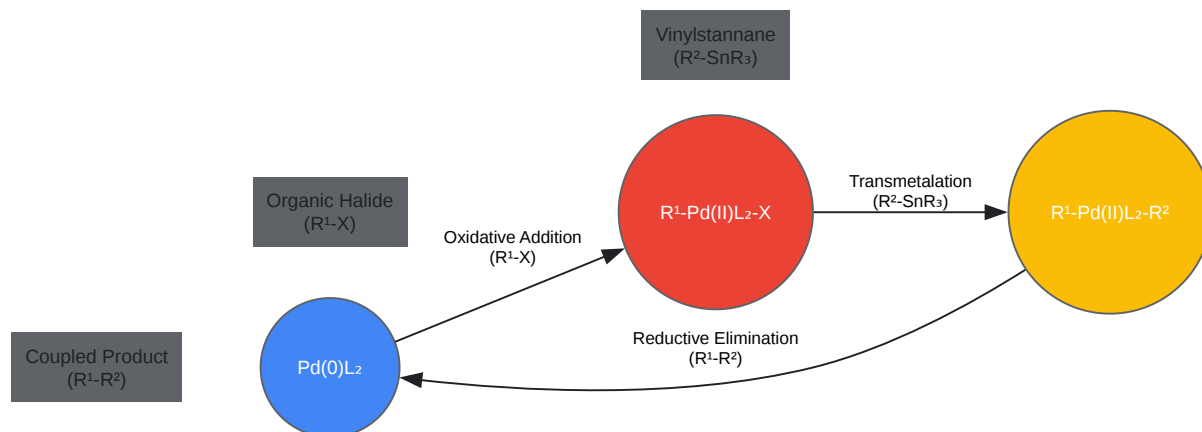 Vinylstannane
(R²-SnR₃)
Organic Halide
(R¹-X)
R¹-Pd(II)L₂-X
Transmetalation
(R²-SnR₃)
R¹-Pd(II)L₂-R²
Oxidative Addition
(R¹-X)
Coupled Product
(R¹-R²)
Pd(0)L₂
Reductive Elimination
(R¹-R²)